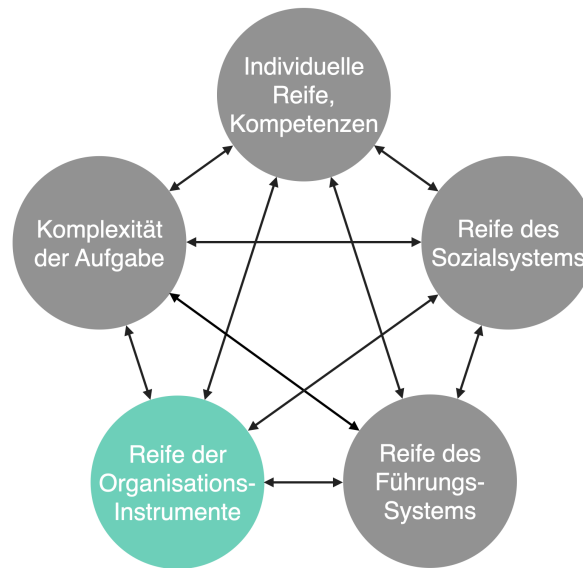 Individuelle
Reife,
Kompetenzen
Komplexität
der Aufgabe
Reife des
Sozialsystems
Reife der
Organisations-
Instrumente
Reife des
Führungs-
Systems